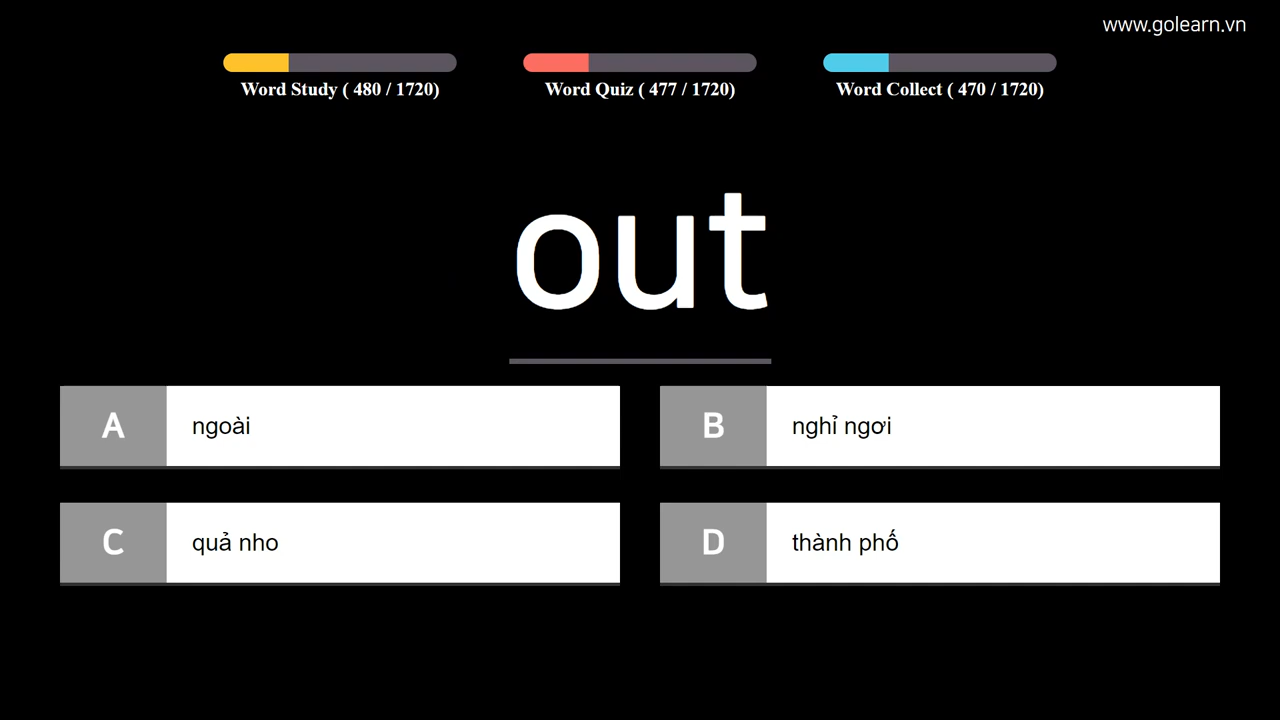 www.golearn.vn
Word Study ( 480 / 1720)
Word Quiz ( 477 / 1720)
Word Collect ( 470 / 1720)
out
A ngoài
B nghỉ ngơi
C quả nho
D thành phố